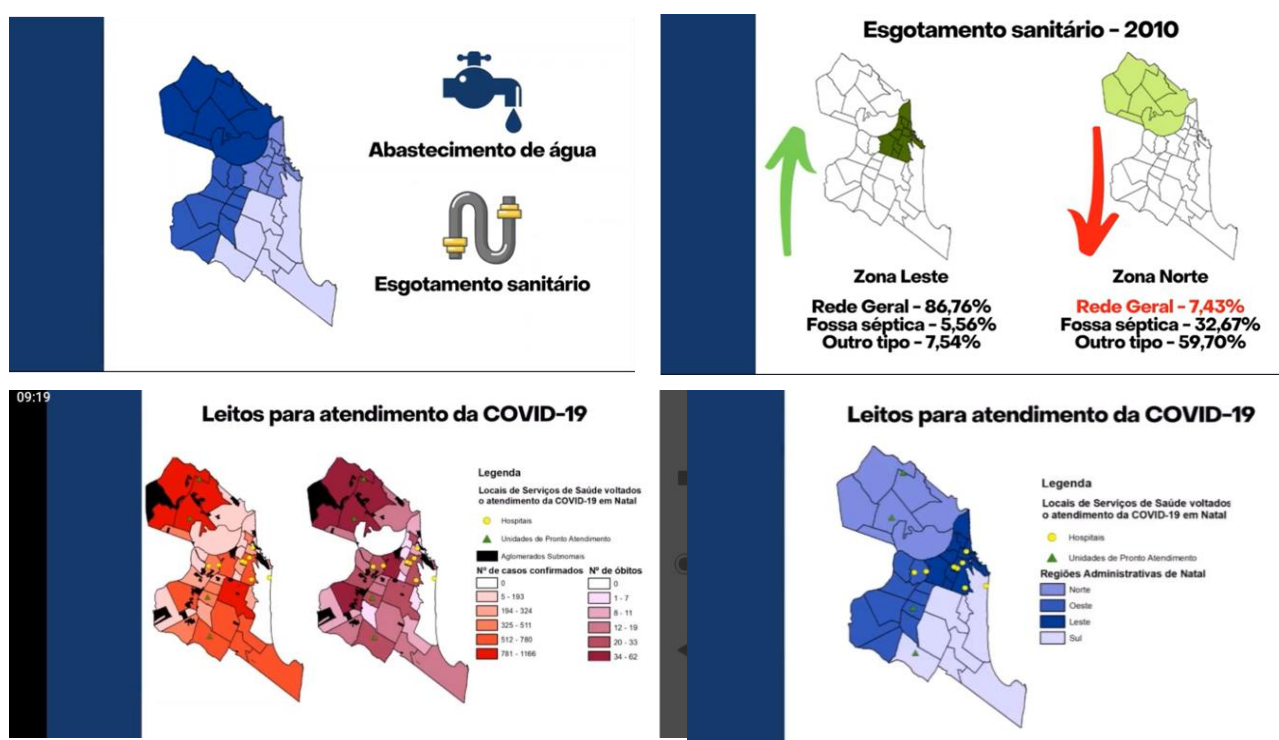 Abastecimento de água
Esgotamento sanitário
Esgotamento sanitário - 2010
Zona Leste
Rede Geral - 86,76%
Fossa séptica - 5,56%
Outro tipo - 7,54%
Zona Norte
Rede Geral - 7,43%
Fossa séptica - 32,67%
Outro tipo - 59,70%
09:19
Leitos para atendimento da COVID-19
Legenda
Locais de Serviços de Saúde voltados
o atendimento da COVID-19 em Natal
Hospitais
Unidades de Pronto Atendimento
Aglomerados Subnomais
Nº de casos confirmados
0
5 - 193
194 - 324
325 - 511
512 - 780
781 - 1166
Nº de óbitos
0
1 - 7
8 - 11
12 - 19
20 - 33
34 - 62
Leitos para atendimento da COVID-19
Legenda
Locais de Serviços de Saúde voltados
o atendimento da COVID-19 em Natal
Hospitais
Unidades de Pronto Atendimento
Regiões Administrativas de Natal
Norte
Oeste
Leste
Sul